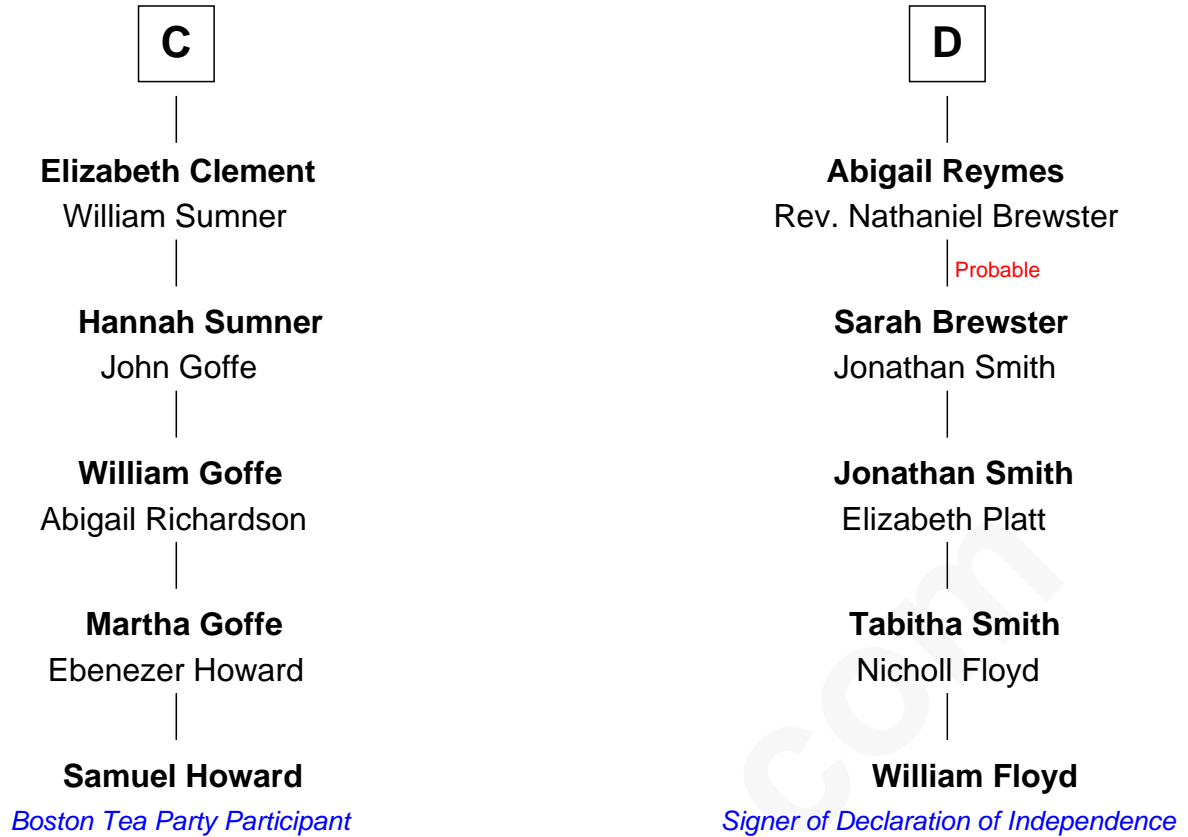 C
Elizabeth Clement
William Sumner
Hannah Sumner
John Goffe
William Goffe
Abigail Richardson
Martha Goffe
Ebenezer Howard
Samuel Howard
Boston Tea Party Participant
D
Abigail Reymes
Rev. Nathaniel Brewster
Probable
Sarah Brewster
Jonathan Smith
Jonathan Smith
Elizabeth Platt
Tabitha Smith
Nicholl Floyd
William Floyd
Signer of Declaration of Independence
com